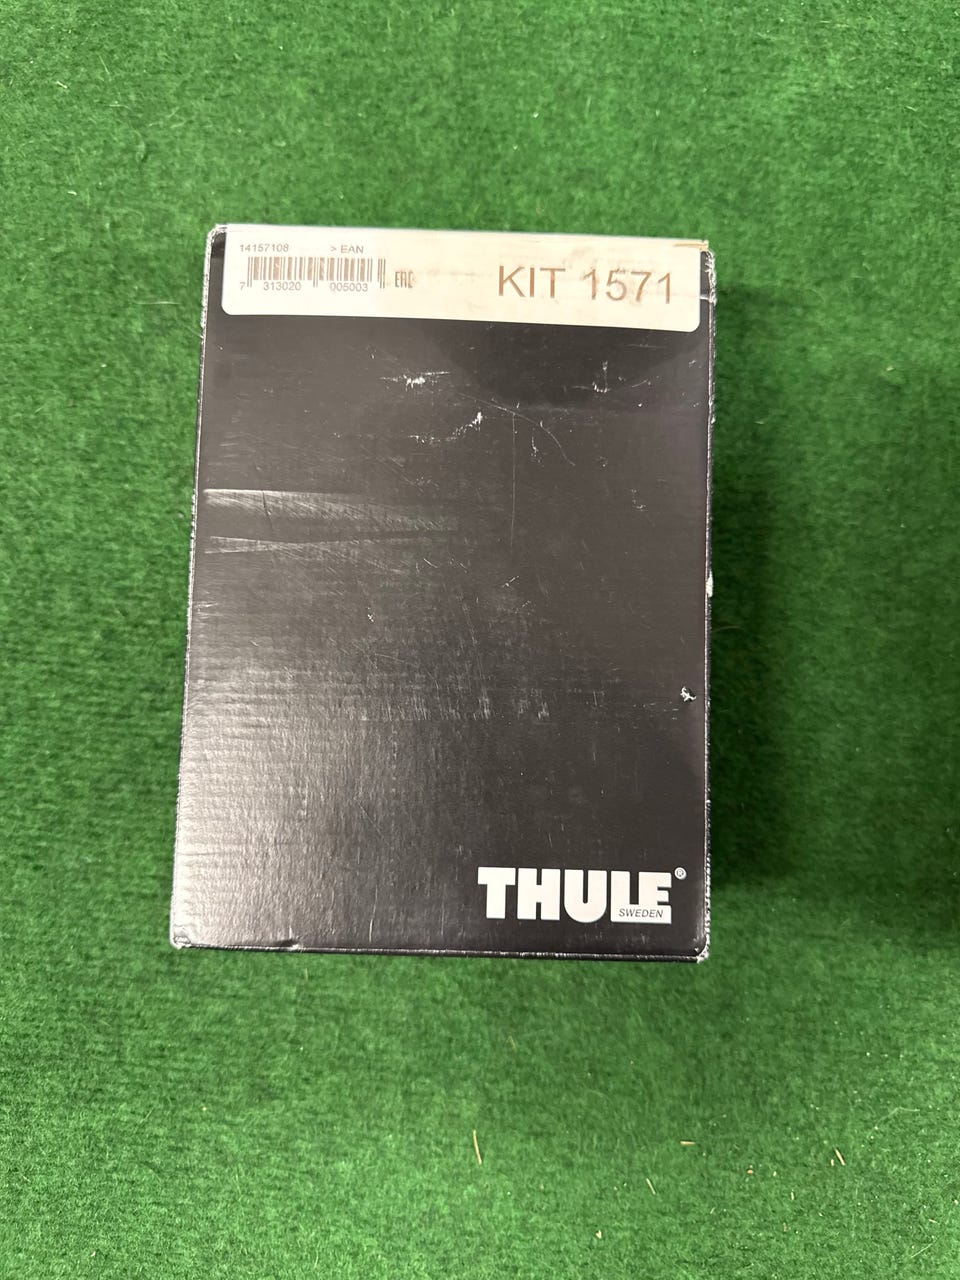 14157108 > EAN
7 313020 005003 EAC
KIT 1571
THULE®
SWEDEN